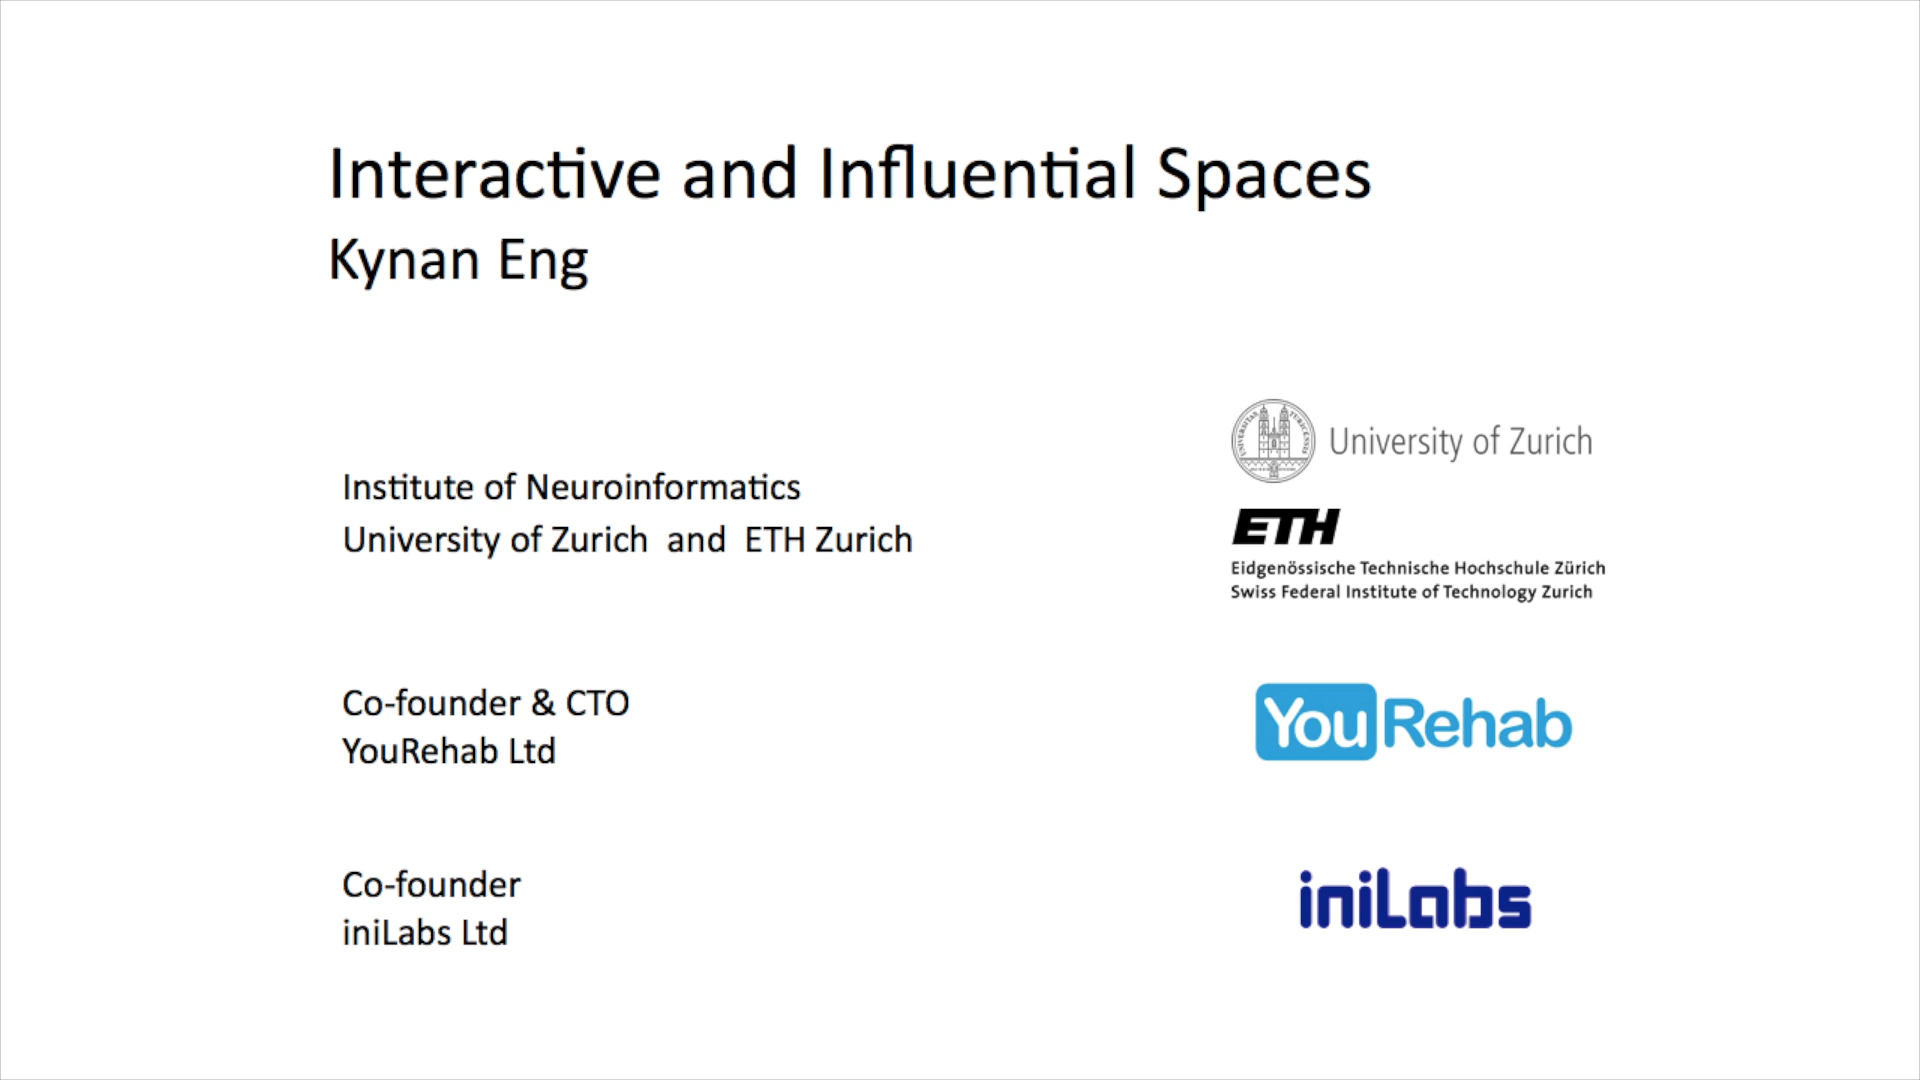 Interactive and Influential Spaces
Kynan Eng
Institute of Neuroinformatics
University of Zurich and ETH Zurich
UNIVERSITAS TURICENSIS
University of Zurich
ETH
Eidgenössische Technische Hochschule Zürich
Swiss Federal Institute of Technology Zurich
Co-founder & CTO
YouRehab Ltd
YouRehab
Co-founder
iniLabs Ltd
iniLabs